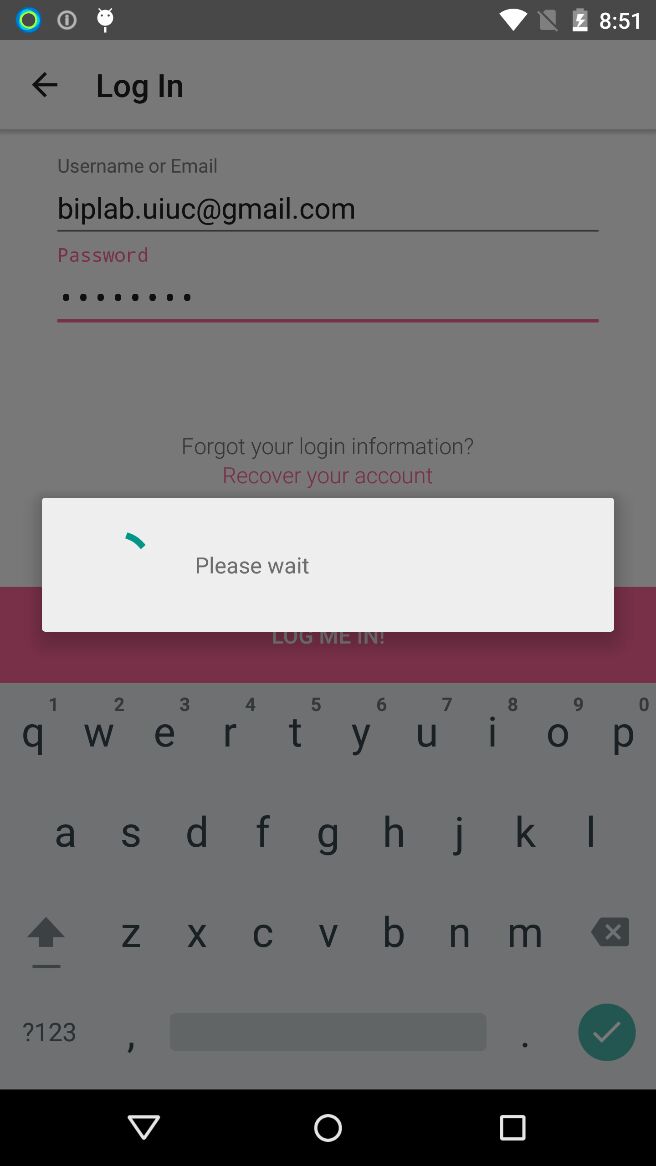 8:51
Log In
Username or Email
biplab.uiuc@gmail.com
Password
••••••••
Forgot your login information?
Recover your account
Please wait
LOG ME IN!
1 2 3 4 5 6 7 8 9 0
q w e r t y u i o p
a s d f g h j k l
z x c v b n m
?123 , .